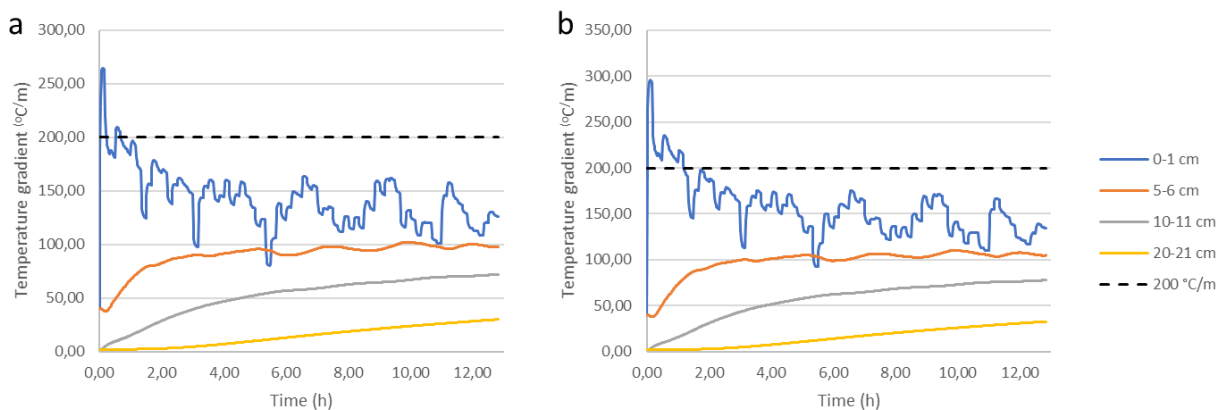 a
Temperature gradient (°C/m)
300,00
250,00
200,00
150,00
100,00
50,00
0,00
0,00 2,00 4,00 6,00 8,00 10,00 12,00
Time (h)
b
Temperature gradient (°C/m)
350,00
300,00
250,00
200,00
150,00
100,00
50,00
0,00
0,00 2,00 4,00 6,00 8,00 10,00 12,00
Time (h)
0-1 cm
5-6 cm
10-11 cm
20-21 cm
200 °C/m